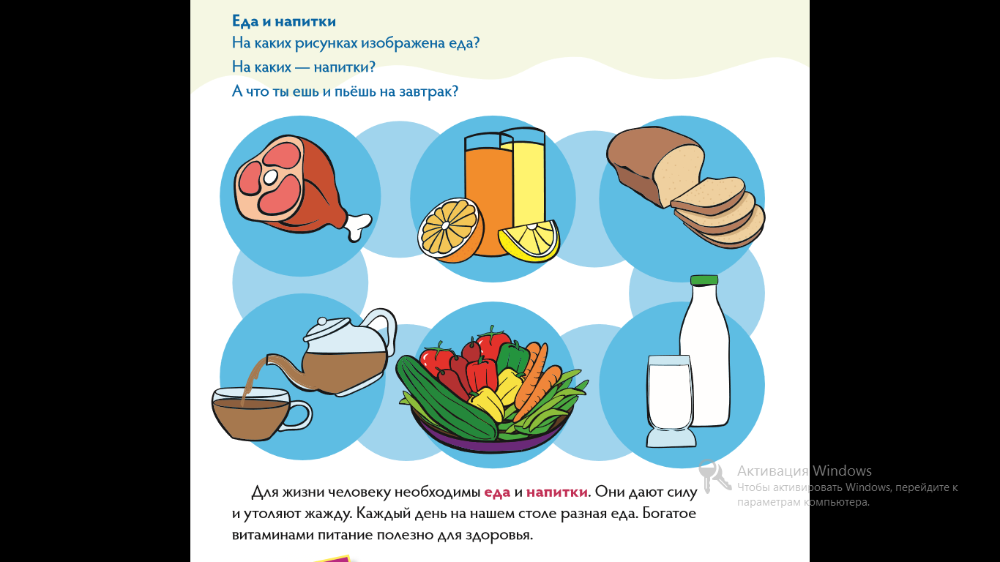 Еда и напитки
На каких рисунках изображена еда?
На каких — напитки?
А что ты ешь и пьёшь на завтрак?
Для жизни человеку необходимы еда и напитки. Они дают силу
и утоляют жажду. Каждый день на нашем столе разная еда. Богатое
витаминами питание полезно для здоровья.
Активация Windows
Чтобы активировать Windows, перейдите к
параметрам компьютера.